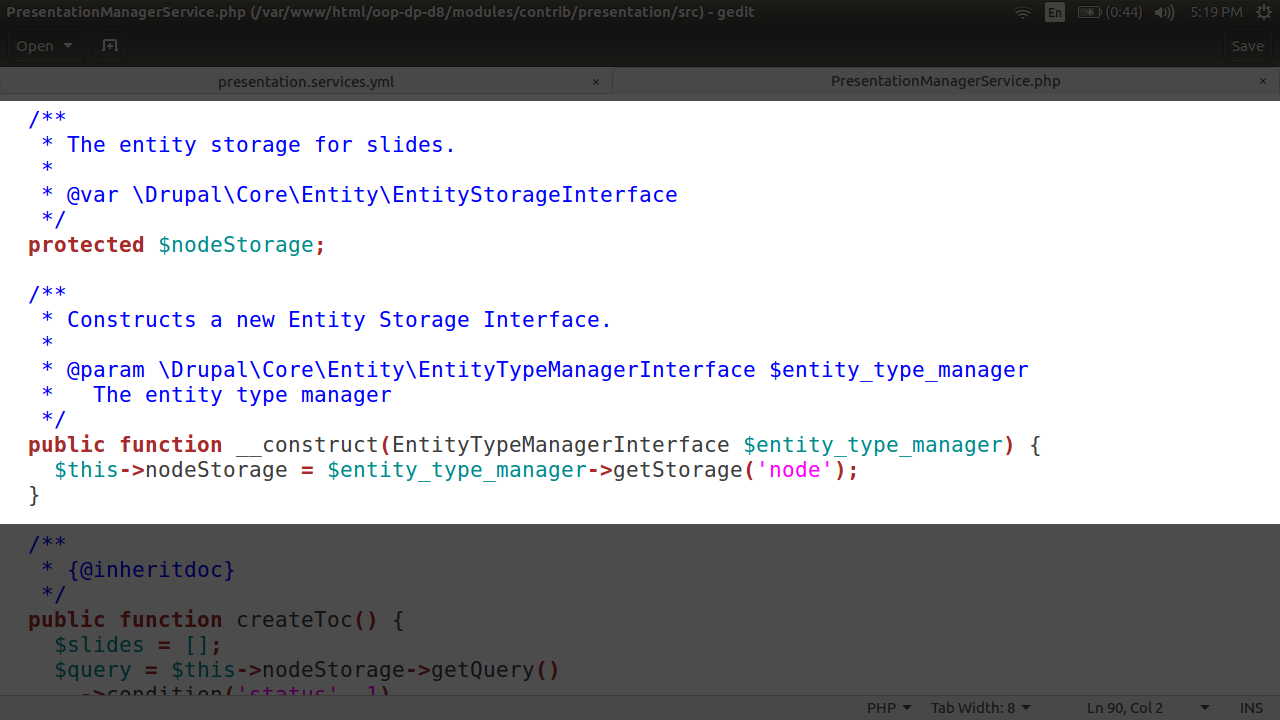 PresentationManagerService.php (/var/www/html/oop-dp-d8/modules/contrib/presentation/src) - gedit En (0:44) 5:19 PM
Open Save
presentation.services.yml × PresentationManagerService.php ×
/**
 * The entity storage for slides.
 *
 * @var \Drupal\Core\Entity\EntityStorageInterface
 */
protected $nodeStorage;
/**
 * Constructs a new Entity Storage Interface.
 *
 * @param \Drupal\Core\Entity\EntityTypeManagerInterface $entity_type_manager
 *   The entity type manager
 */
public function __construct(EntityTypeManagerInterface $entity_type_manager) {
  $this->nodeStorage = $entity_type_manager->getStorage('node');
}
/**
 * {@inheritdoc}
 */
public function createToc() {
  $slides = [];
  $query = $this->nodeStorage->getQuery()
    ->condition('status', 1)
PHP Tab Width: 8 Ln 90, Col 2 INS